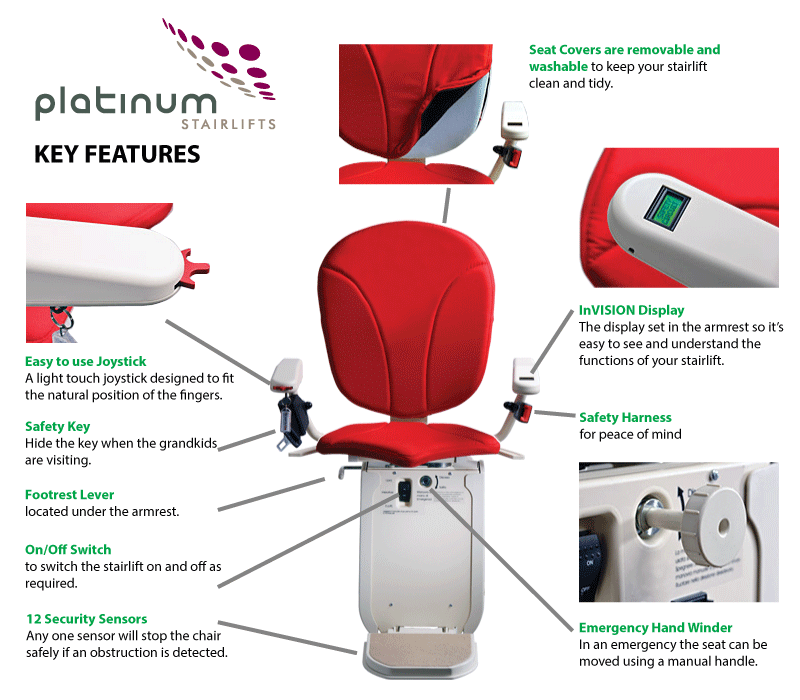 platinum
STAIRLIFTS
KEY FEATURES
Seat Covers are removable and
washable to keep your stairlift
clean and tidy.
Easy to use Joystick
A light touch joystick designed to fit
the natural position of the fingers.
Safety Key
Hide the key when the grandkids
are visiting.
Footrest Lever
located under the armrest.
On/Off Switch
to switch the stairlift on and off as
required.
12 Security Sensors
Any one sensor will stop the chair
safely if an obstruction is detected.
InVISION Display
The display set in the armrest so it’s
easy to see and understand the
functions of your stairlift.
Safety Harness
for peace of mind
ON
Emergency Hand Winder
In an emergency the seat can be
moved using a manual handle.